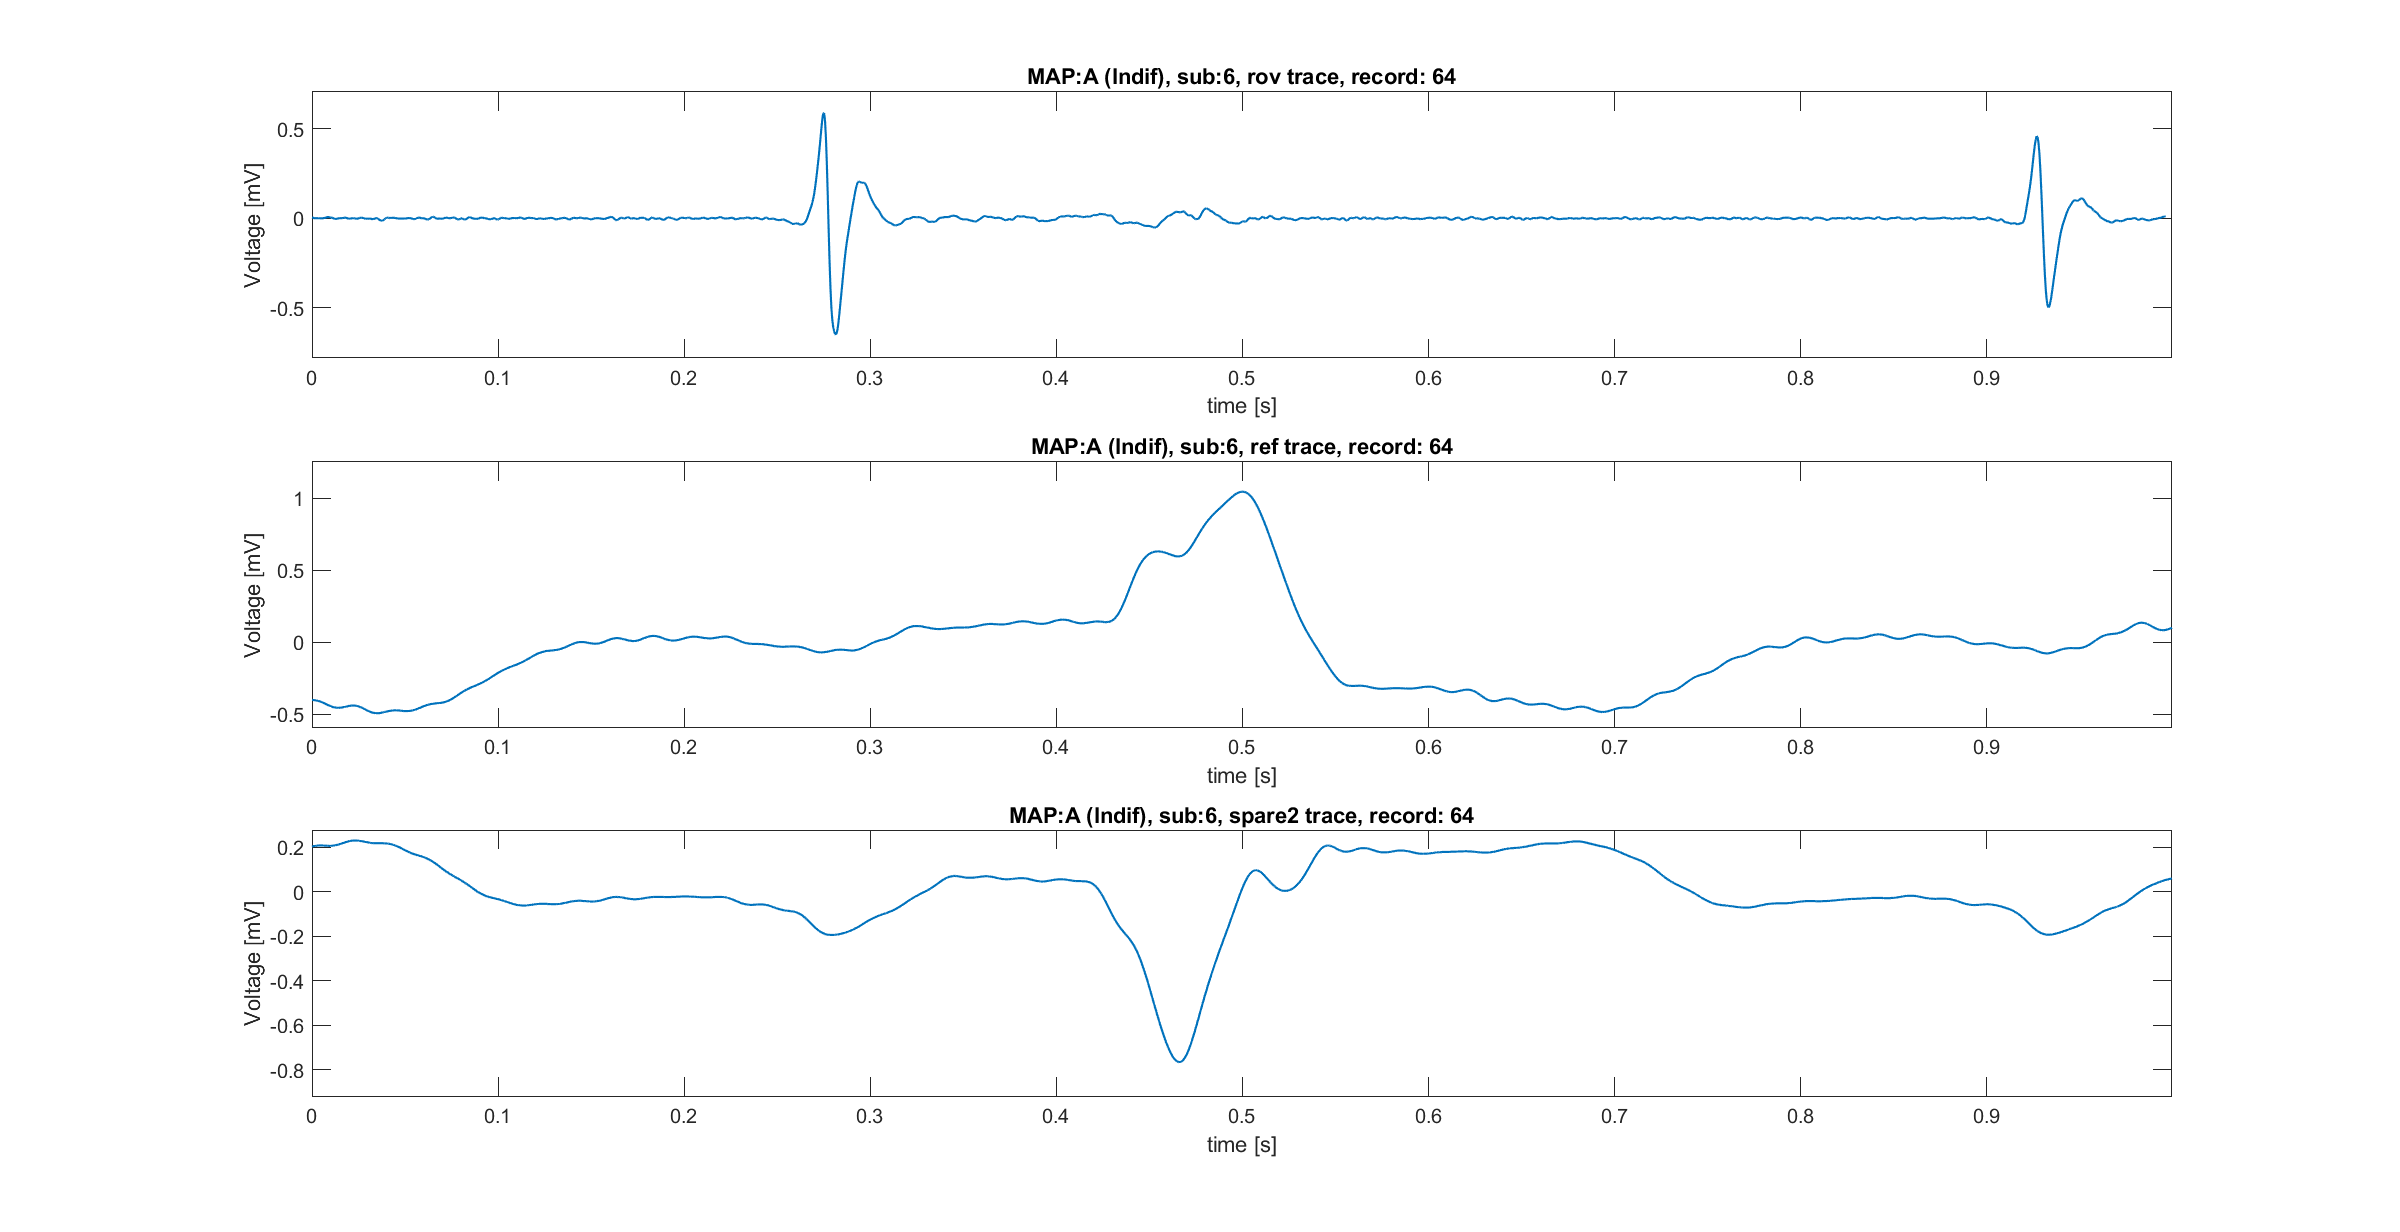 MAP:A (Indif), sub:6, rov trace, record: 64
Voltage [mV]
0.5
0
-0.5
0 0.1 0.2 0.3 0.4 0.5 0.6 0.7 0.8 0.9
time [s]
MAP:A (Indif), sub:6, ref trace, record: 64
Voltage [mV]
1
0.5
0
-0.5
0 0.1 0.2 0.3 0.4 0.5 0.6 0.7 0.8 0.9
time [s]
MAP:A (Indif), sub:6, spare2 trace, record: 64
Voltage [mV]
0.2
0
-0.2
-0.4
-0.6
-0.8
0 0.1 0.2 0.3 0.4 0.5 0.6 0.7 0.8 0.9
time [s]